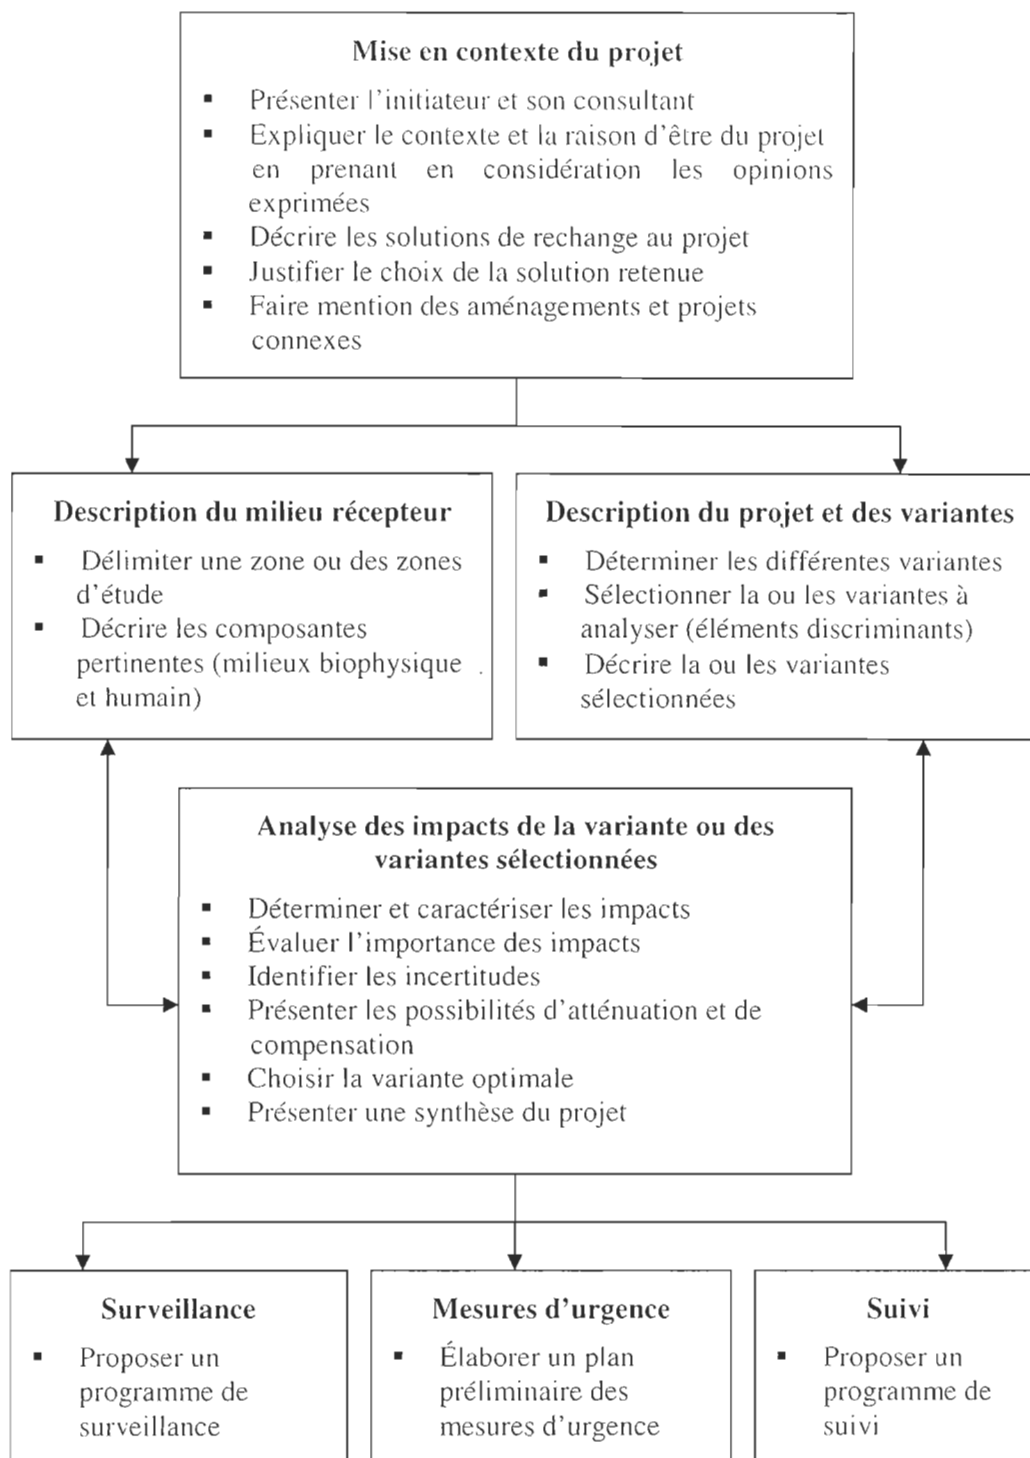 Mise en contexte du projet
▪ Présenter l'initiateur et son consultant
▪ Expliquer le contexte et la raison d'être du projet
en prenant en considération les opinions
exprimées
▪ Décrire les solutions de rechange au projet
▪ Justifier le choix de la solution retenue
▪ Faire mention des aménagements et projets
connexes
Description du milieu récepteur
▪ Délimiter une zone ou des zones
d'étude
▪ Décrire les composantes
pertinentes (milieux biophysique
et humain)
Description du projet et des variantes
▪ Déterminer les différentes variantes
▪ Sélectionner la ou les variantes à
analyser (éléments discriminants)
▪ Décrire la ou les variantes
sélectionnées
Analyse des impacts de la variante ou des
variantes sélectionnées
▪ Déterminer et caractériser les impacts
▪ Évaluer l'importance des impacts
▪ Identifier les incertitudes
▪ Présenter les possibilités d'atténuation et de
compensation
▪ Choisir la variante optimale
▪ Présenter une synthèse du projet
Surveillance
▪ Proposer un
programme de
surveillance
Mesures d'urgence
▪ Élaborer un plan
préliminaire des
mesures d'urgence
Suivi
▪ Proposer un
programme de
suivi